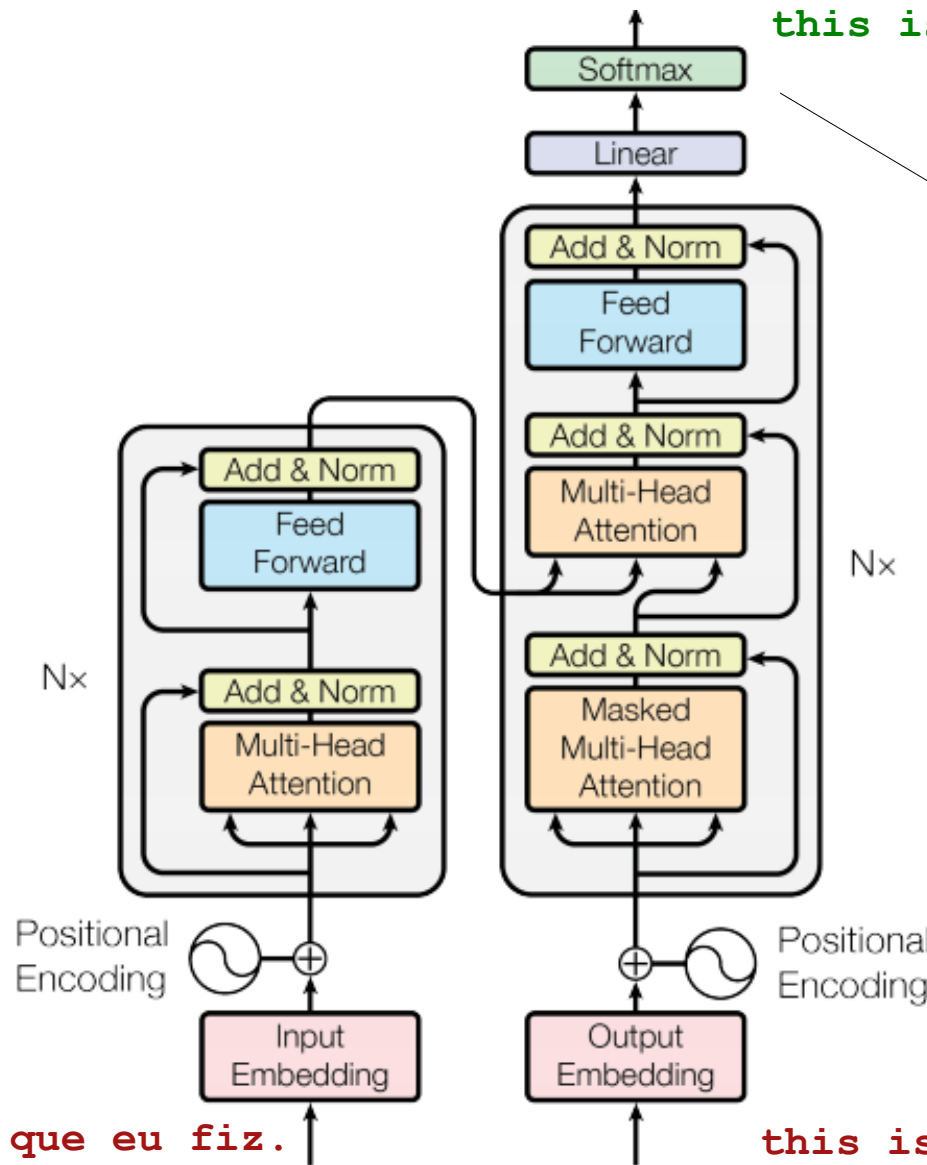 this is
Softmax
Linear
Add & Norm
Feed
Forward
Add & Norm
Multi-Head
Attention
Nx
Add & Norm
Masked
Multi-Head
Attention
Add & Norm
Feed
Forward
Nx
Add & Norm
Multi-Head
Attention
Positional
Encoding
Positional
Encoding
Input
Embedding
Output
Embedding
que eu fiz.
this is